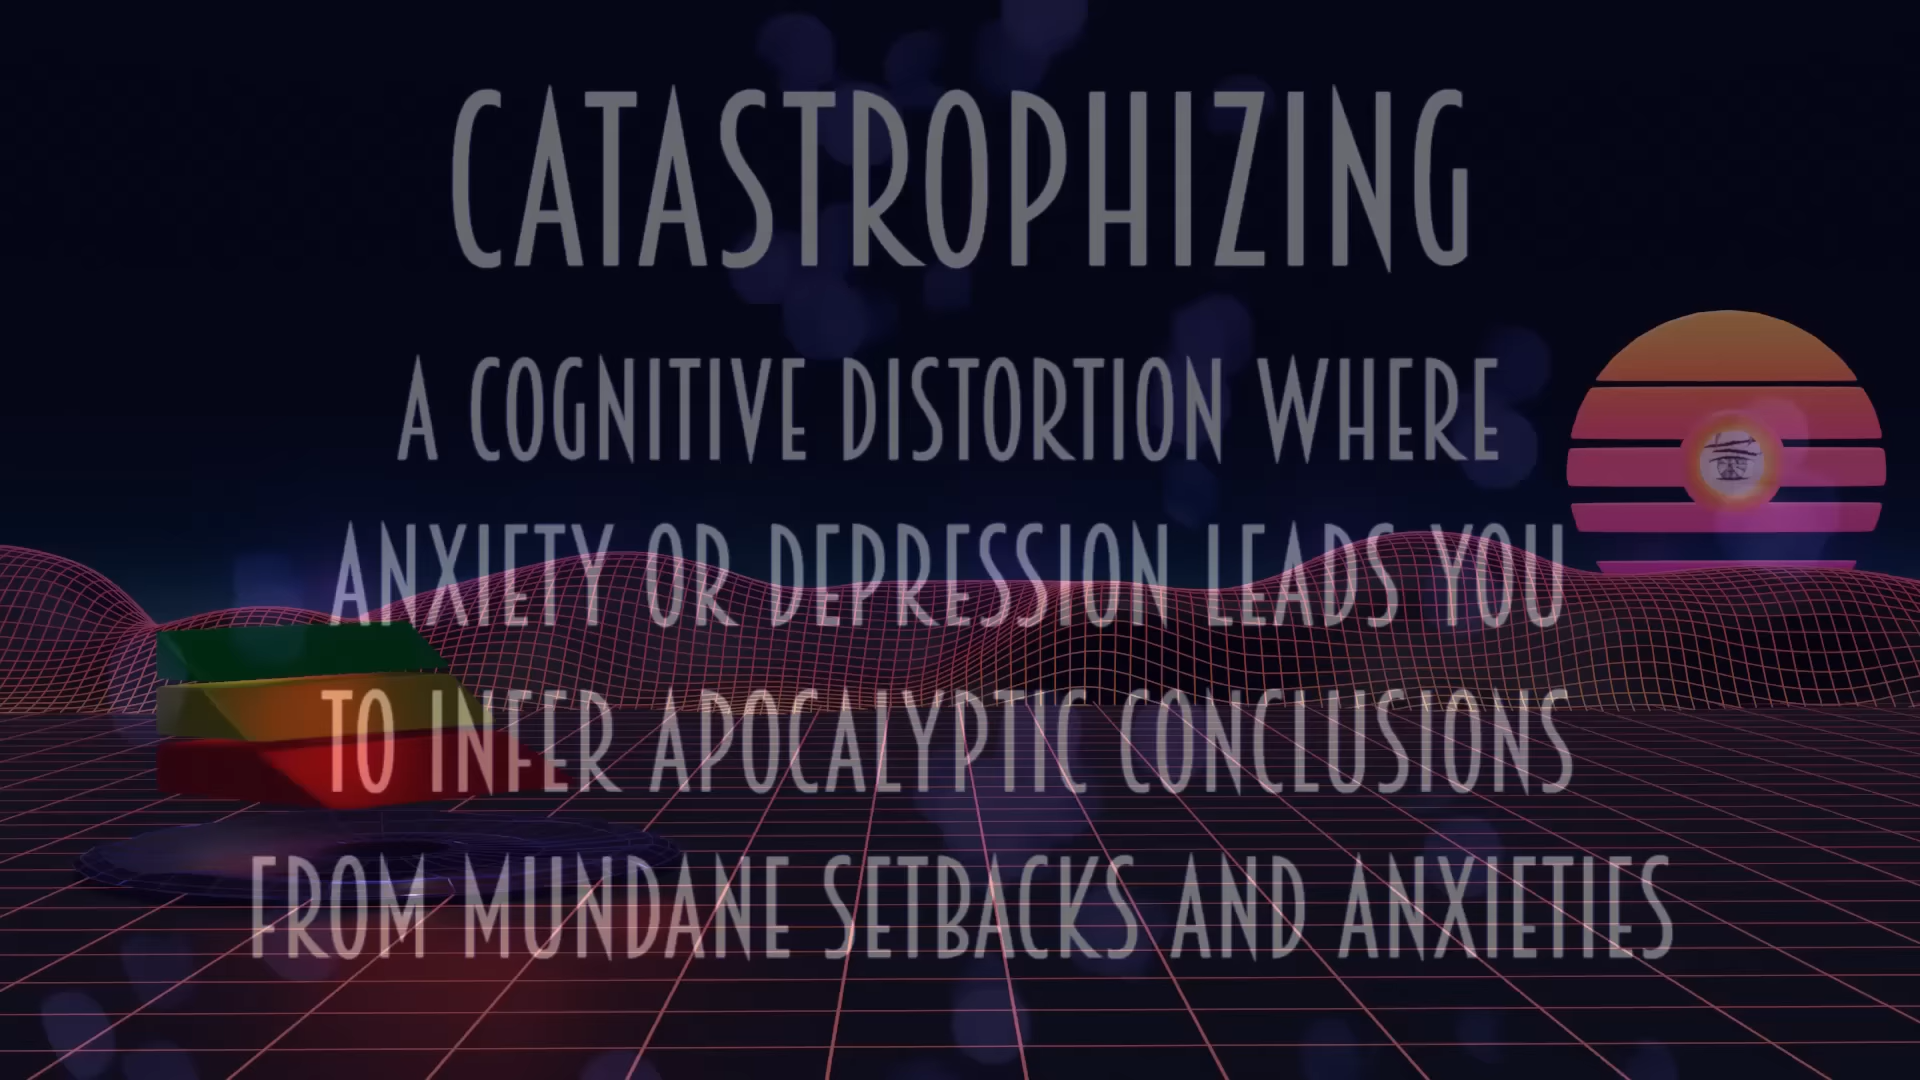 CATASTROPHIZING
A COGNITIVE DISTORTION WHERE
ANXIETY OR DEPRESSION LEADS YOU
TO INFER APOCALYPTIC CONCLUSIONS
FROM MUNDANE SETBACKS AND ANXIETIES